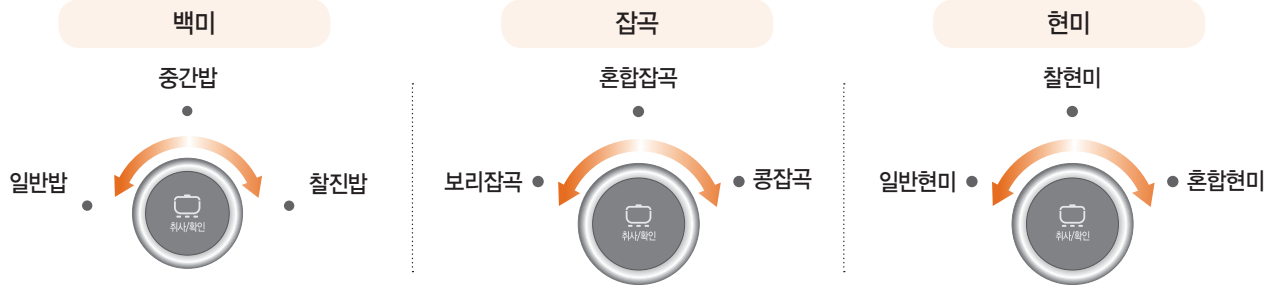 백미
중간밥
일반밥
찰진밥
취사/확인
잡곡
혼합잡곡
보리잡곡
콩잡곡
취사/확인
현미
찰현미
일반현미
혼합현미
취사/확인